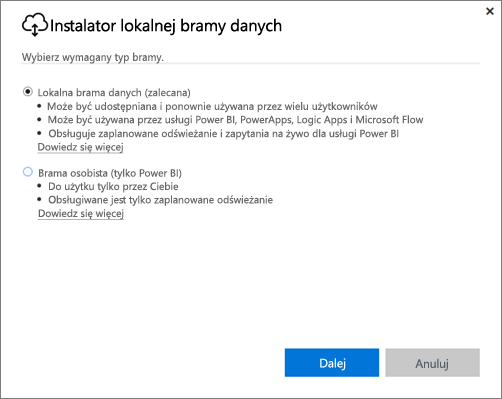 Instalator lokalnej bramy danych
Wybierz wymagany typ bramy.
Lokalna brama danych (zalecana)
• Może być udostępniana i ponownie używana przez wielu użytkowników
• Może być używana przez usługi Power BI, PowerApps, Logic Apps i Microsoft Flow
• Obsługuje zaplanowane odświeżanie i zapytania na żywo dla usługi Power BI
Dowiedz się więcej
Brama osobista (tylko Power BI)
• Do użytku tylko przez Ciebie
• Obsługiwane jest tylko zaplanowane odświeżanie
Dowiedz się więcej
Dalej
Anuluj